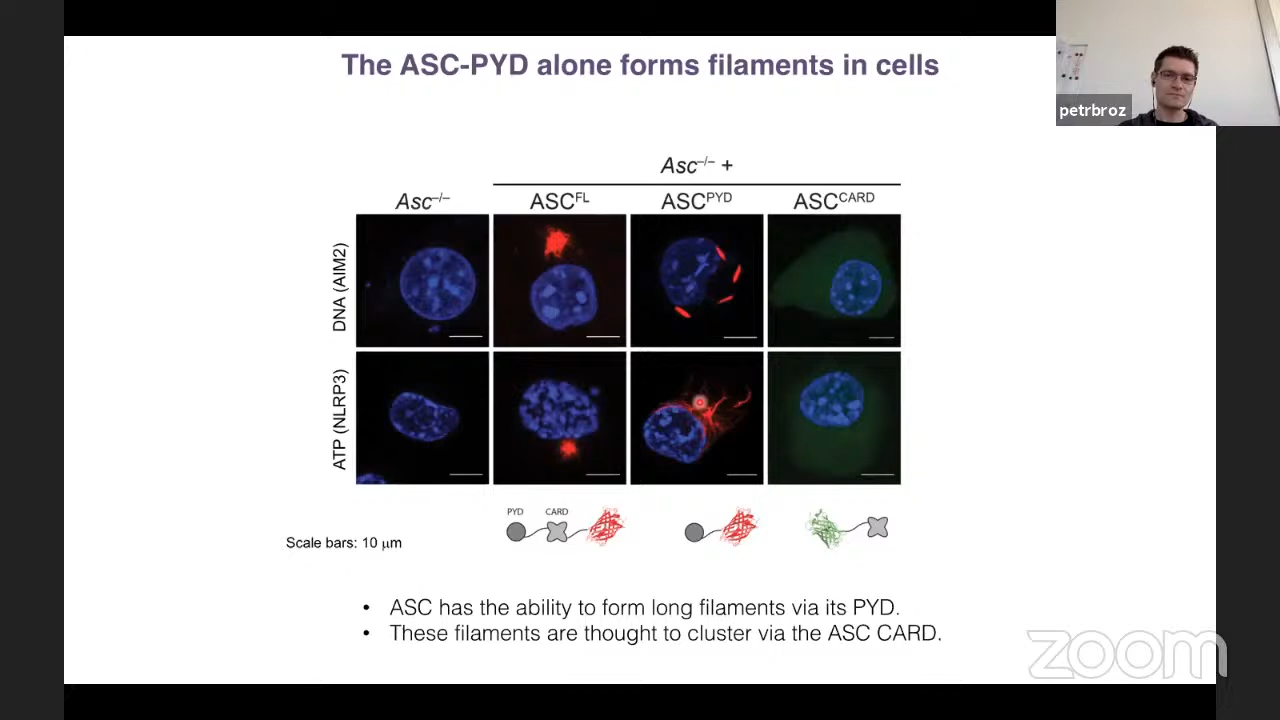 The ASC-PYD alone forms filaments in cells
petrbroz
Asc–/– +
Asc–/–
ASCFL
ASCPYD
ASCCARD
DNA (AIM2)
ATP (NLRP3)
PYD
CARD
Scale bars: 10 μm
• ASC has the ability to form long filaments via its PYD.
• These filaments are thought to cluster via the ASC CARD.
zoom